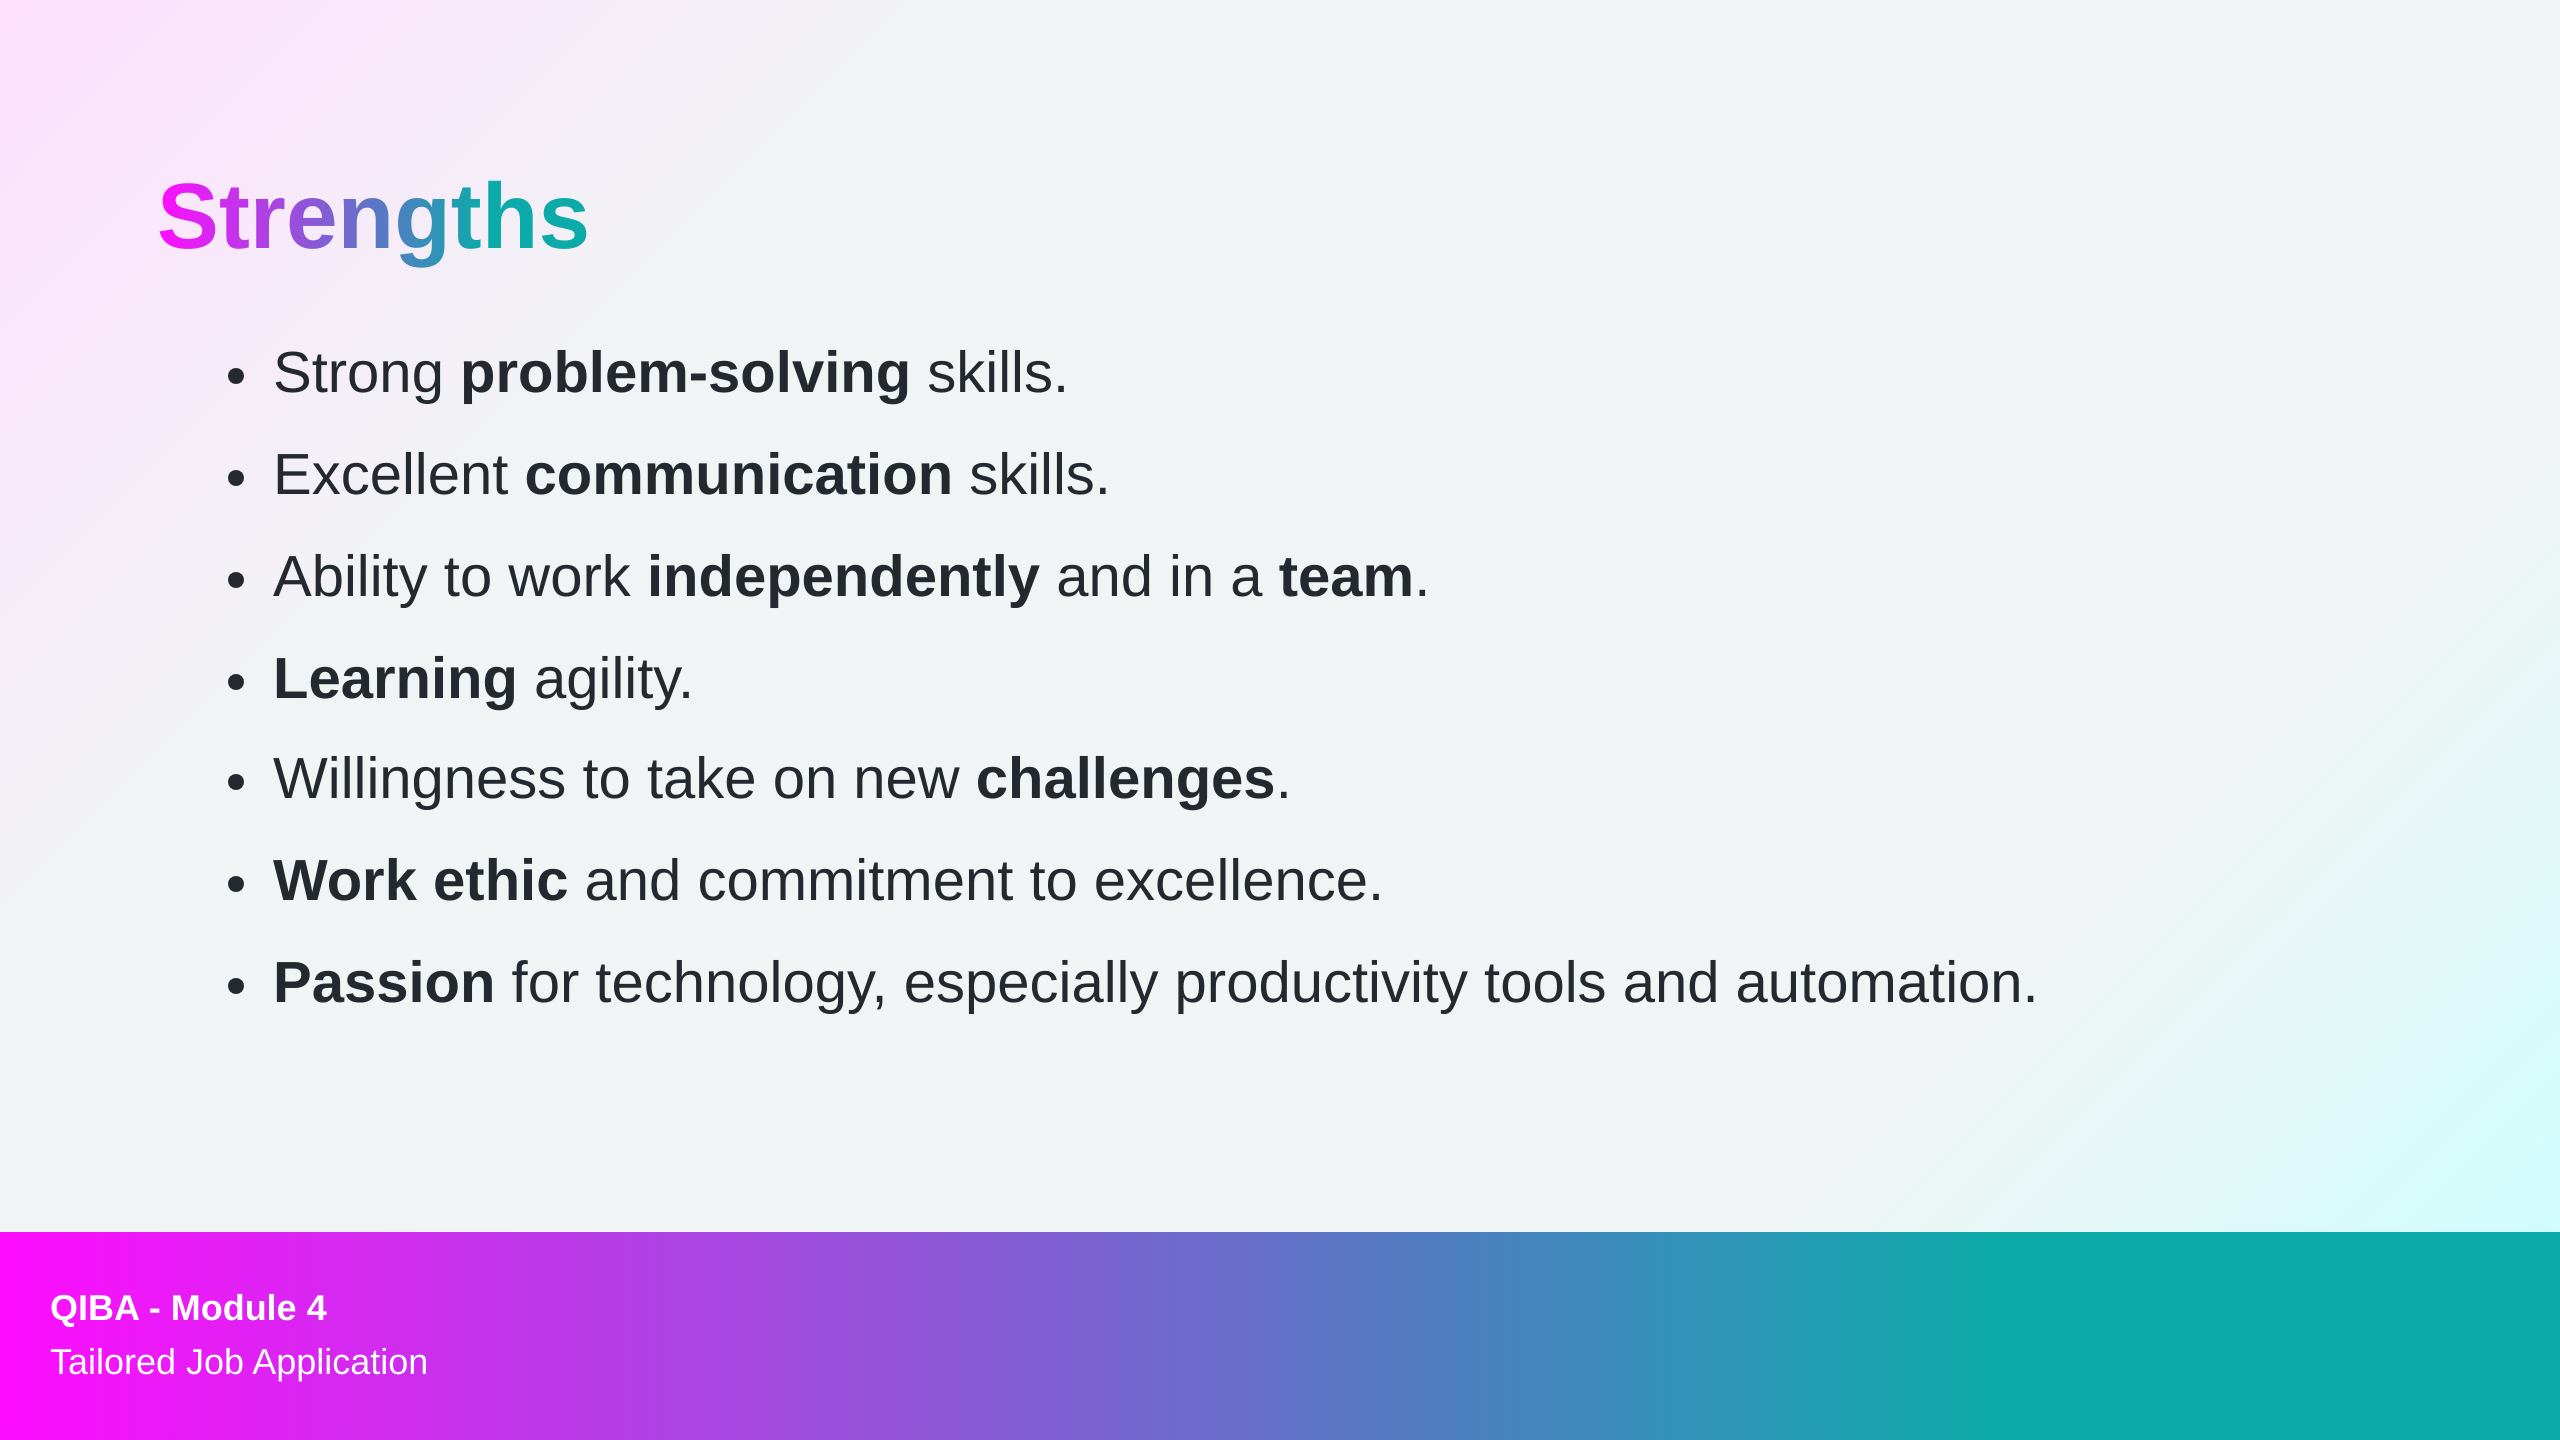 Strengths
• Strong problem-solving skills.
• Excellent communication skills.
• Ability to work independently and in a team.
• Learning agility.
• Willingness to take on new challenges.
• Work ethic and commitment to excellence.
• Passion for technology, especially productivity tools and automation.
QIBA - Module 4
Tailored Job Application